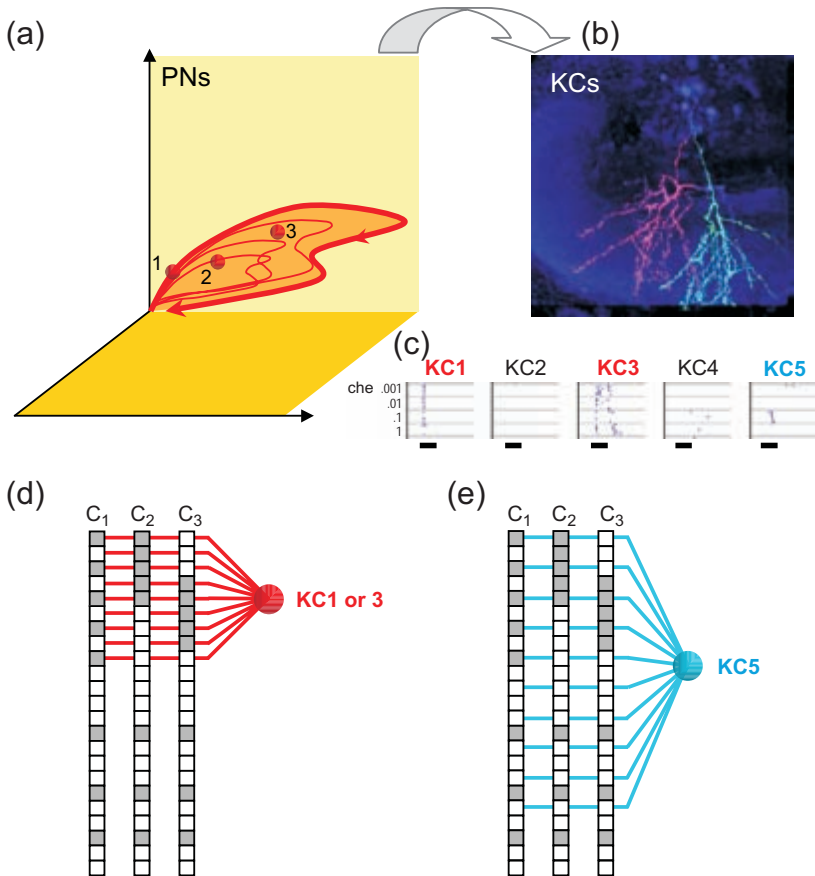 (a)
(b)
PNs
KCs
1
2
3
(c)
KC1 KC2 KC3 KC4 KC5
che .001
.01
.1
1
(d)
(e)
C1 C2 C3
C1 C2 C3
KC1 or 3
KC5